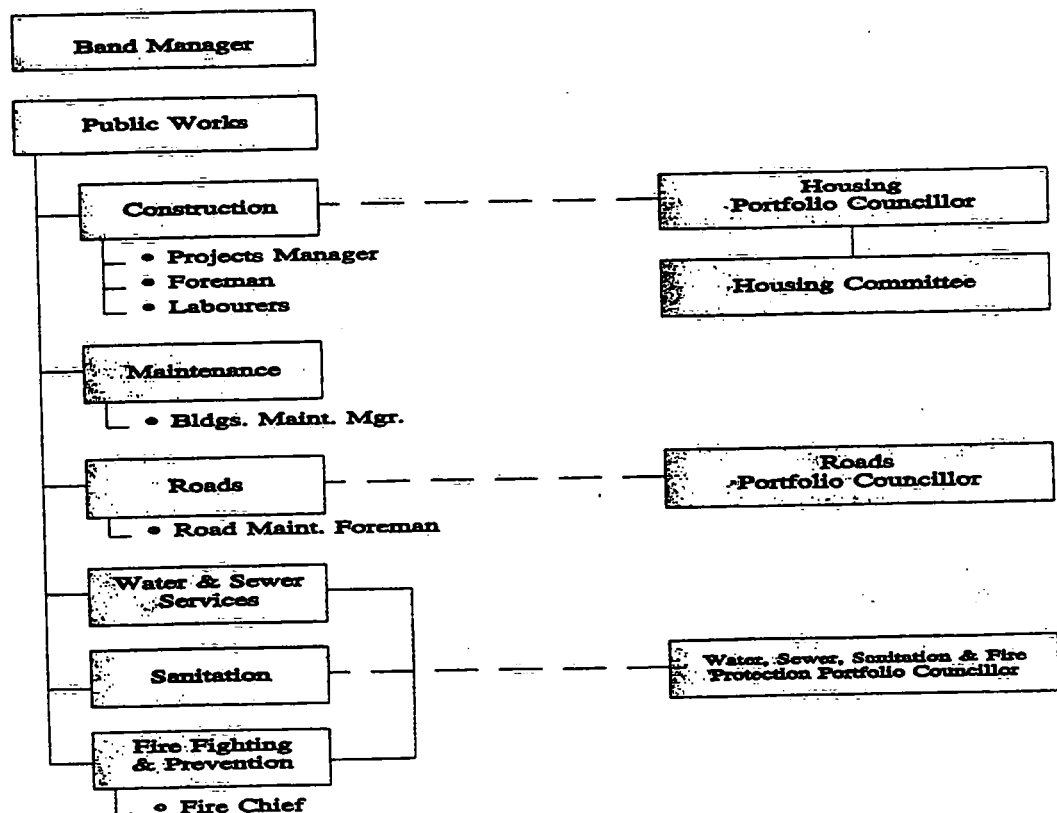 Band Manager
Public Works
Construction
• Projects Manager
• Foreman
• Labourers
Housing
Portfolio Councillor
Housing Committee
Maintenance
• Bldgs. Maint. Mgr.
Roads
• Road Maint. Foreman
Roads
Portfolio Councillor
Water & Sewer
Services
Sanitation
Water, Sewer, Sanitation & Fire
Protection Portfolio Councillor
Fire Fighting
& Prevention
• Fire Chief